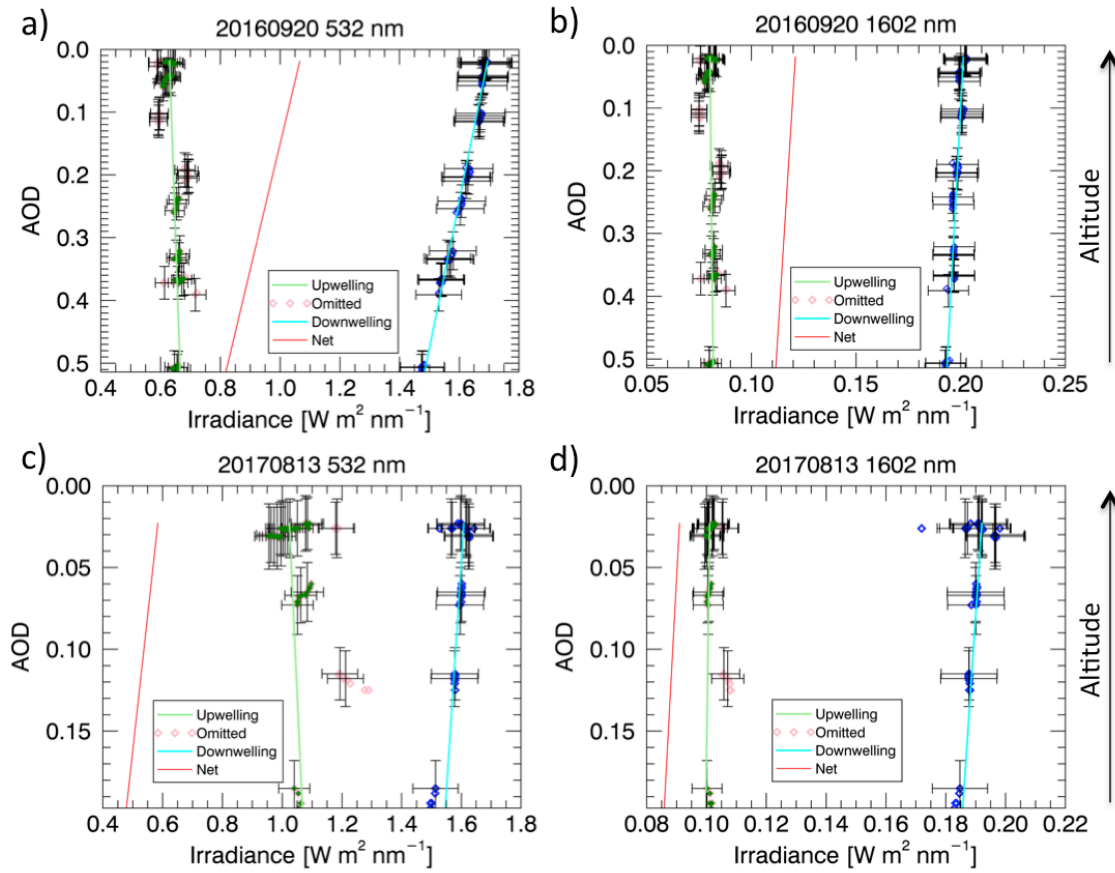 a) 20160920 532 nm
0.0
0.1
0.2
0.3
0.4
0.5
AOD
Upwelling
Omitted
Downwelling
Net
0.4 0.6 0.8 1.0 1.2 1.4 1.6 1.8
Irradiance [W m² nm⁻¹]
b) 20160920 1602 nm
0.0
0.1
0.2
0.3
0.4
0.5
AOD
Upwelling
Omitted
Downwelling
Net
0.05 0.10 0.15 0.20 0.25
Irradiance [W m² nm⁻¹]
Altitude
c) 20170813 532 nm
0.00
0.05
0.10
0.15
AOD
Upwelling
Omitted
Downwelling
Net
0.4 0.6 0.8 1.0 1.2 1.4 1.6 1.8
Irradiance [W m² nm⁻¹]
d) 20170813 1602 nm
0.00
0.05
0.10
0.15
AOD
Upwelling
Omitted
Downwelling
Net
0.08 0.10 0.12 0.14 0.16 0.18 0.20 0.22
Irradiance [W m² nm⁻¹]
Altitude